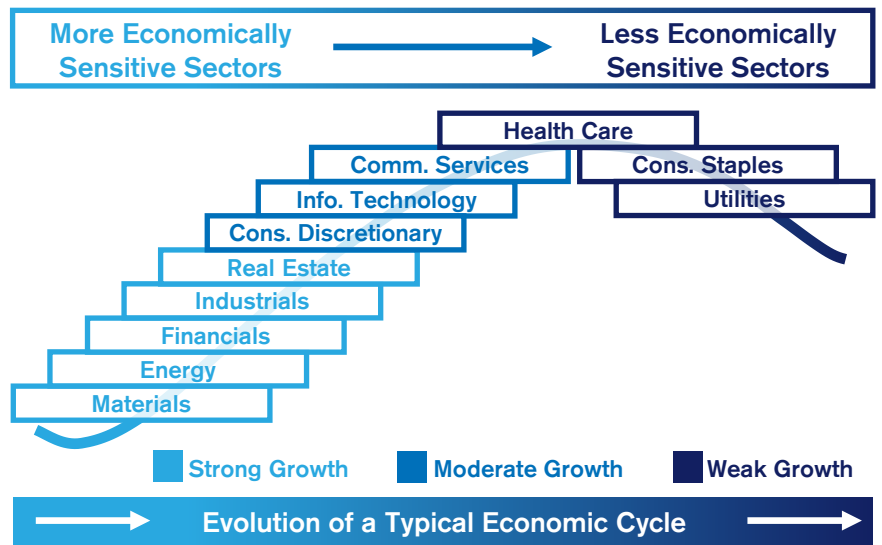 More Economically
Sensitive Sectors
Less Economically
Sensitive Sectors
Health Care
Comm. Services
Cons. Staples
Info. Technology
Utilities
Cons. Discretionary
Real Estate
Industrials
Financials
Energy
Materials
Strong Growth
Moderate Growth
Weak Growth
Evolution of a Typical Economic Cycle